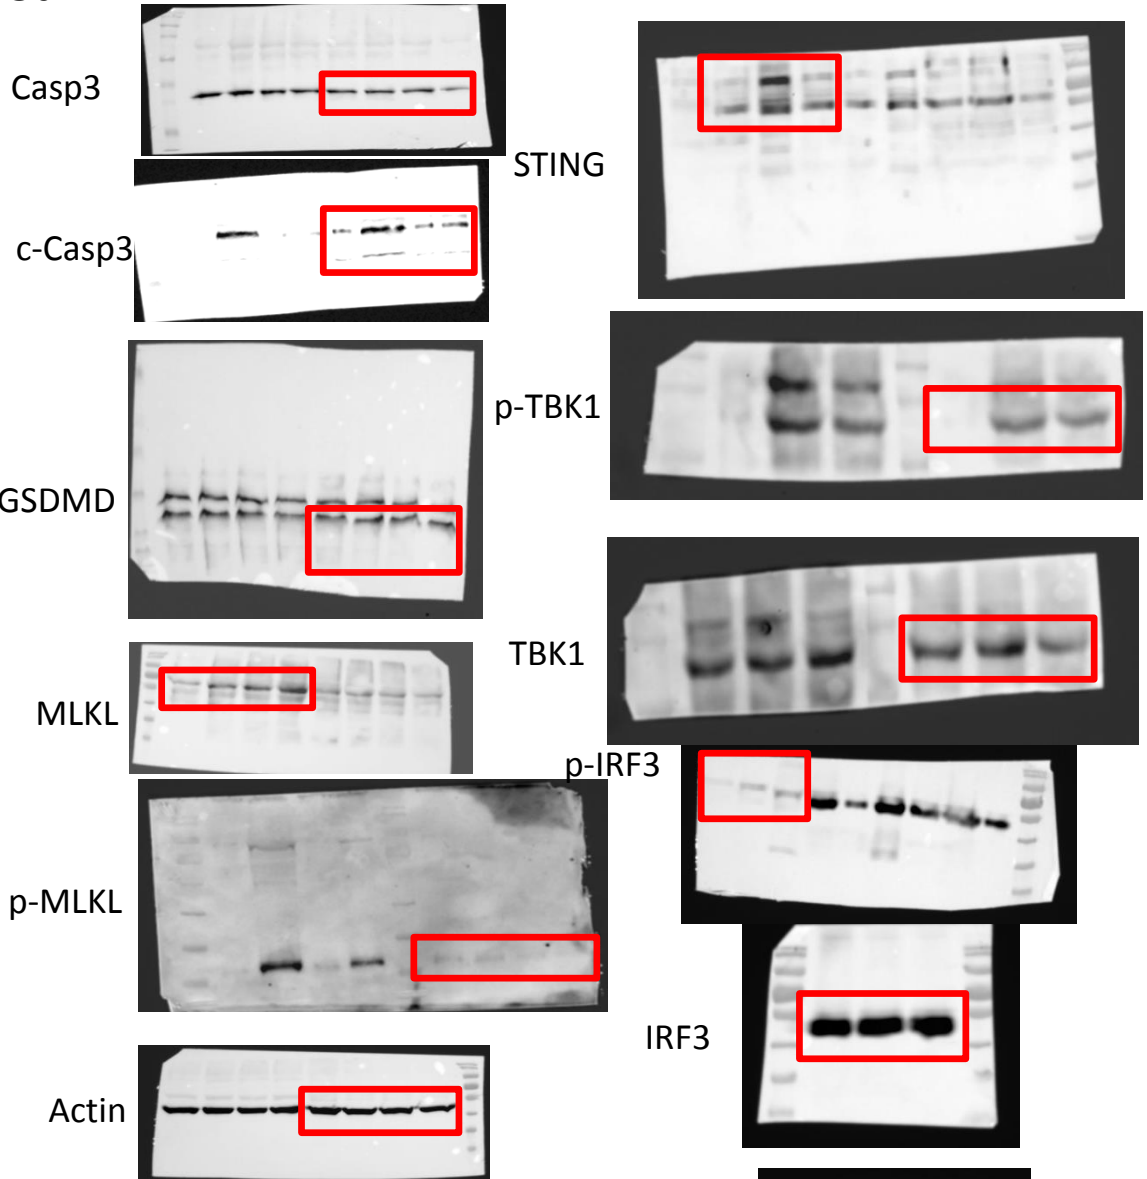 Casp3
c-Casp3
GSDMD
MLKL
p-MLKL
Actin
STING
p-TBK1
TBK1
p-IRF3
IRF3